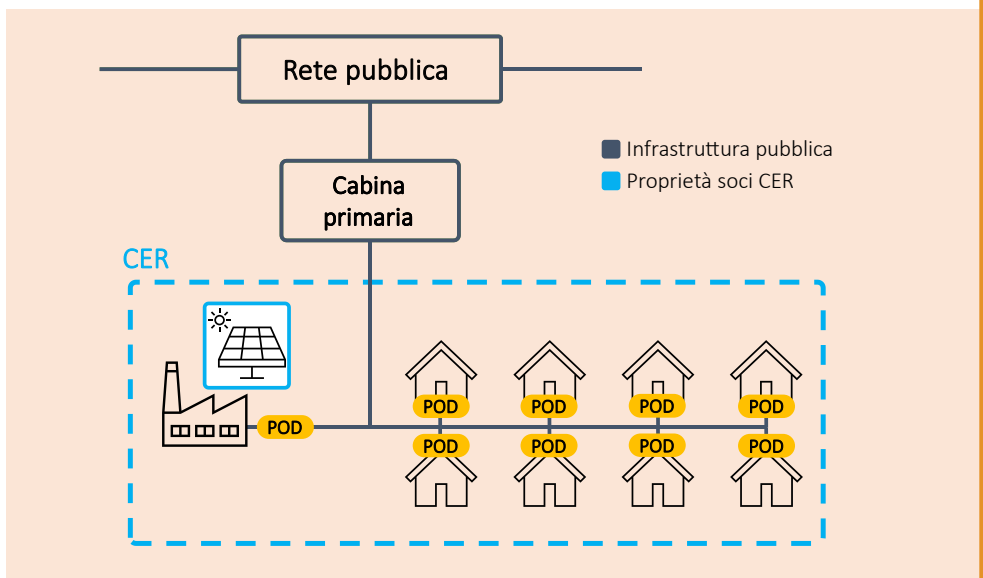 Rete pubblica
Infrastruttura pubblica
Proprietà soci CER
Cabina
primaria
CER
POD
POD
POD
POD
POD
POD
POD
POD
POD